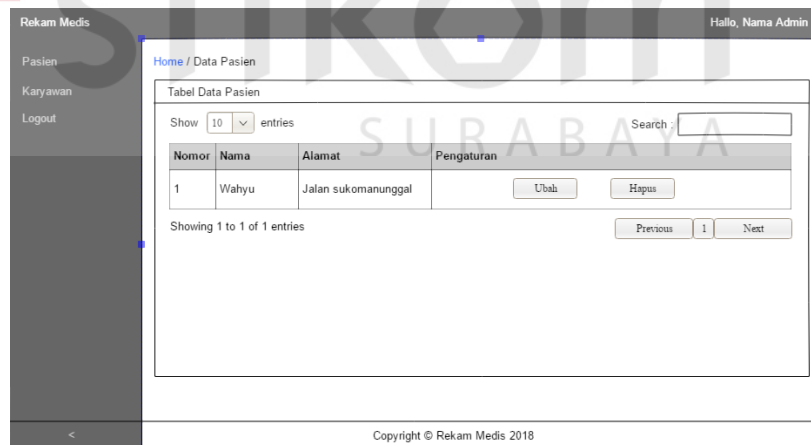 stikom
SURABAYA
Rekam Medis
Hallo, Nama Admin
Pasien
Karyawan
Logout
Home / Data Pasien
Tabel Data Pasien
Show 10 entries
Search :
Nomor Nama Alamat Pengaturan
1 Wahyu Jalan sukomanunggal Ubah Hapus
Showing 1 to 1 of 1 entries
Previous 1 Next
<
Copyright © Rekam Medis 2018